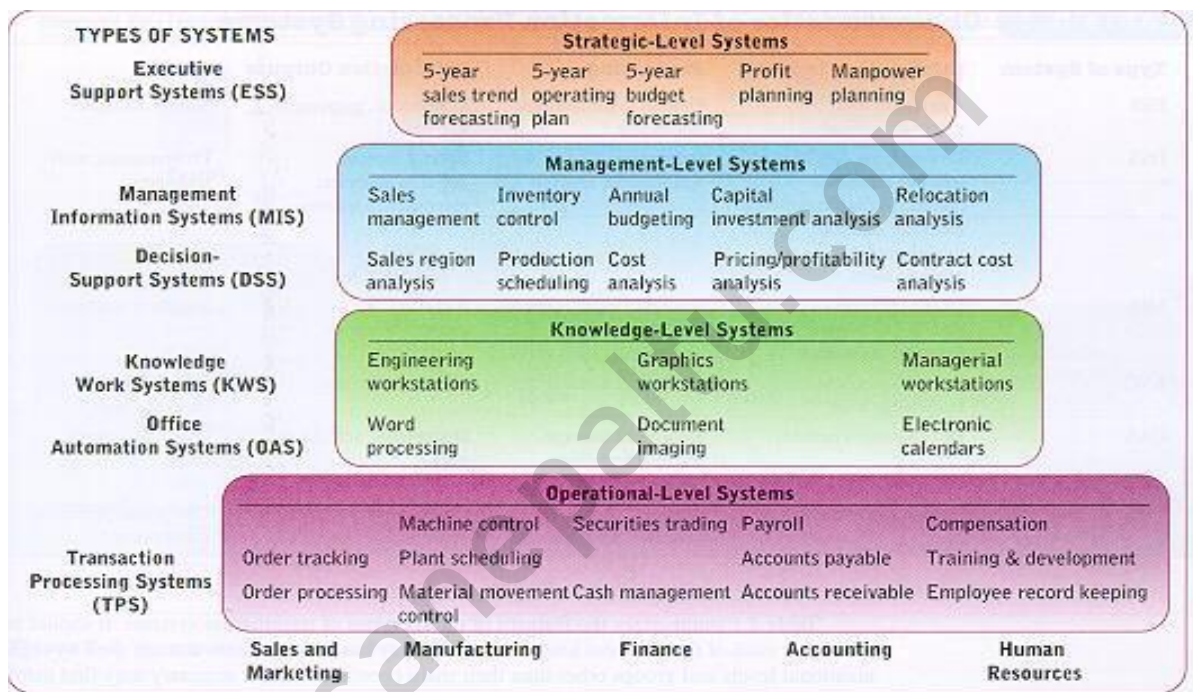 TYPES OF SYSTEMS
Executive
Support Systems (ESS)
Strategic-Level Systems
5-year 5-year 5-year Profit Manpower
sales trend operating budget planning planning
forecasting plan forecasting
Management-Level Systems
Management
Information Systems (MIS)
Sales Inventory Annual Capital Relocation
management control budgeting investment analysis analysis
Decision-
Support Systems (DSS)
Sales region Production Cost Pricing/profitability Contract cost
analysis scheduling analysis analysis analysis
Knowledge-Level Systems
Knowledge
Work Systems (KWS)
Engineering Graphics Managerial
workstations workstations workstations
Office
Automation Systems (OAS)
Word Document Electronic
processing imaging calendars
Operational-Level Systems
Transaction
Processing Systems
(TPS)
Machine control Securities trading Payroll Compensation
Order tracking Plant scheduling Accounts payable Training & development
Order processing Material movement Cash management Accounts receivable Employee record keeping
control
Sales and Manufacturing Finance Accounting Human
Marketing Resources